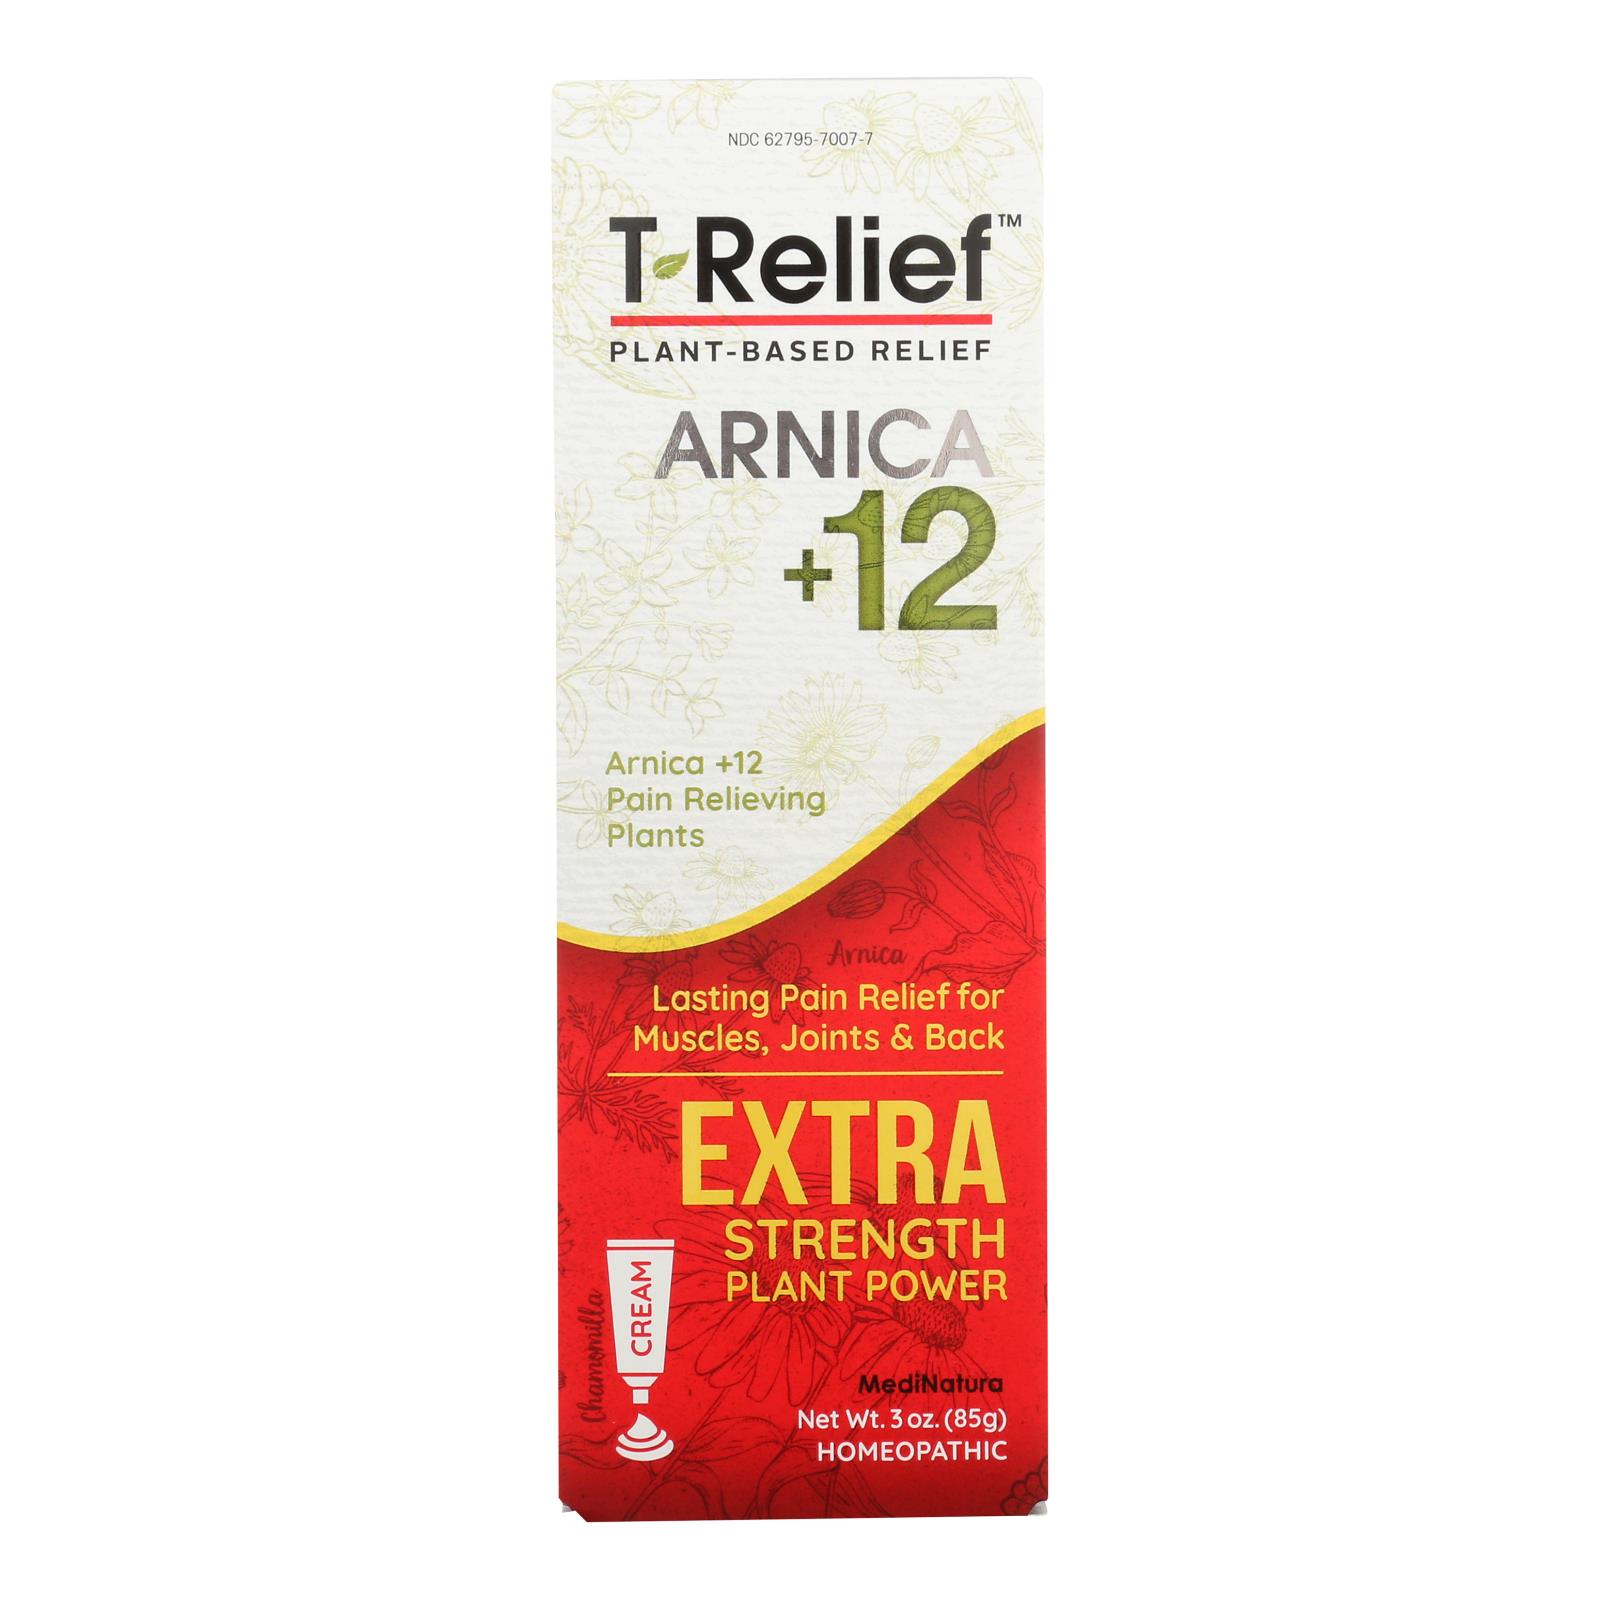 NDC 62795-7007-7
T-Relief™
PLANT-BASED RELIEF
ARNICA
+12
Arnica +12
Pain Relieving
Plants
Arnica
Lasting Pain Relief for
Muscles, Joints & Back
EXTRA
STRENGTH
PLANT POWER
CREAM
Chamomilla
MediNatura
Net Wt. 3 oz. (85g)
HOMEOPATHIC